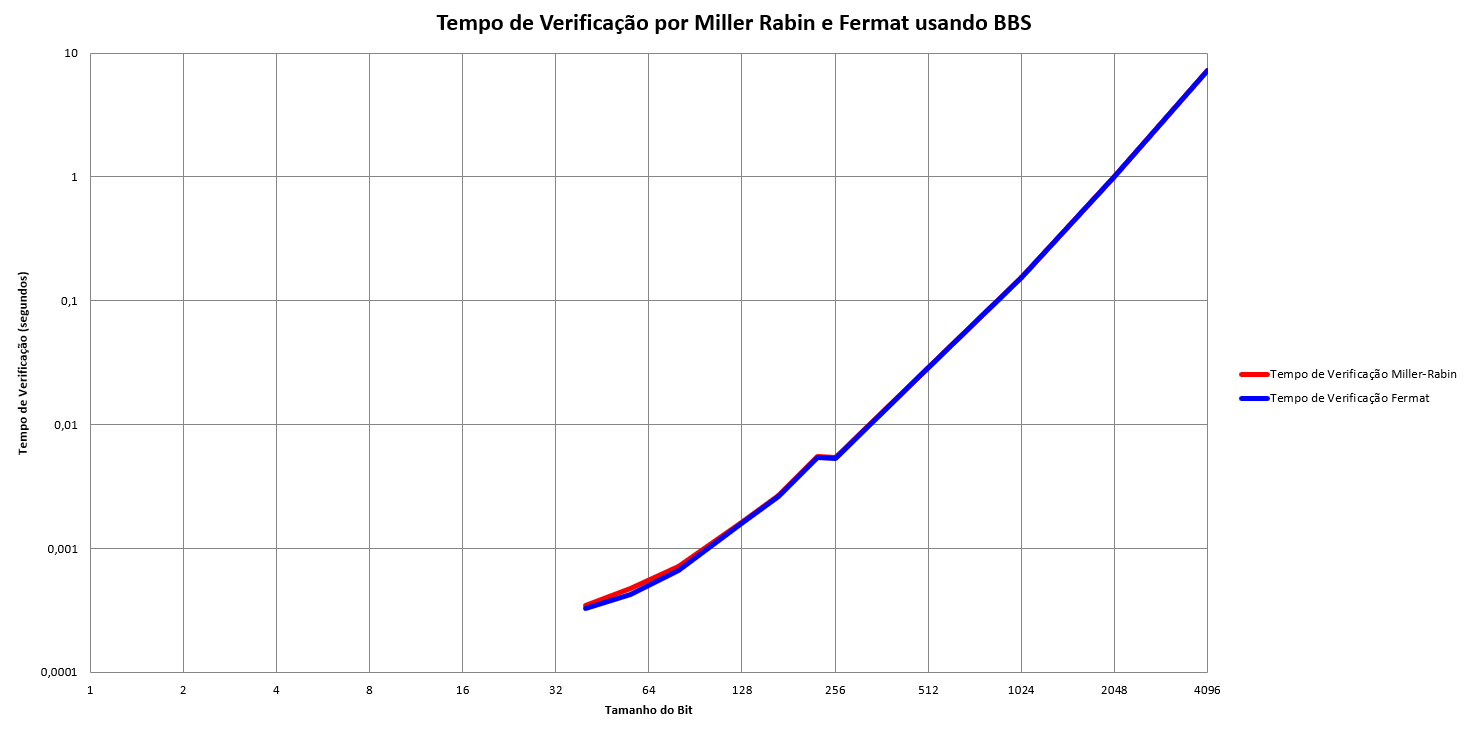 Tempo de Verificação por Miller Rabin e Fermat usando BBS
10
1
0,1
0,01
0,001
0,0001
Tempo de Verificação (segundos)
1 2 4 8 16 32 64 128 256 512 1024 2048 4096
Tamanho do Bit
Tempo de Verificação Miller-Rabin
Tempo de Verificação Fermat